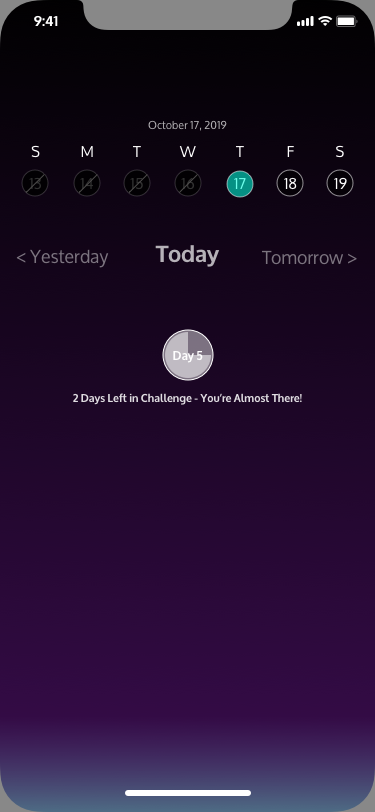 9:41
October 17, 2019
S M T W T F S
13 14 15 16 17 18 19
< Yesterday Today Tomorrow >
Day 5
2 Days Left in Challenge - You're Almost There!